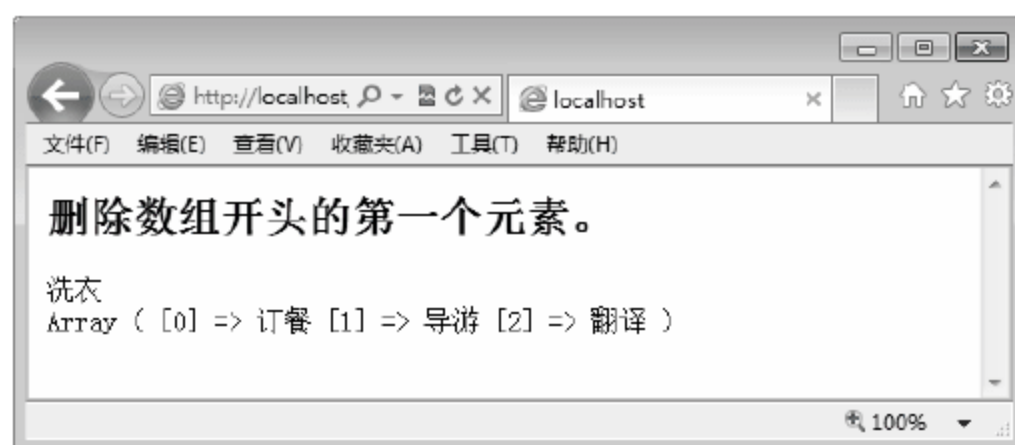 http://localhost, localhost
文件(F) 编辑(E) 查看(V) 收藏夹(A) 工具(T) 帮助(H)
删除数组开头的第一个元素。
洗衣
Array ( [0] => 订餐 [1] => 导游 [2] => 翻译 )
100%